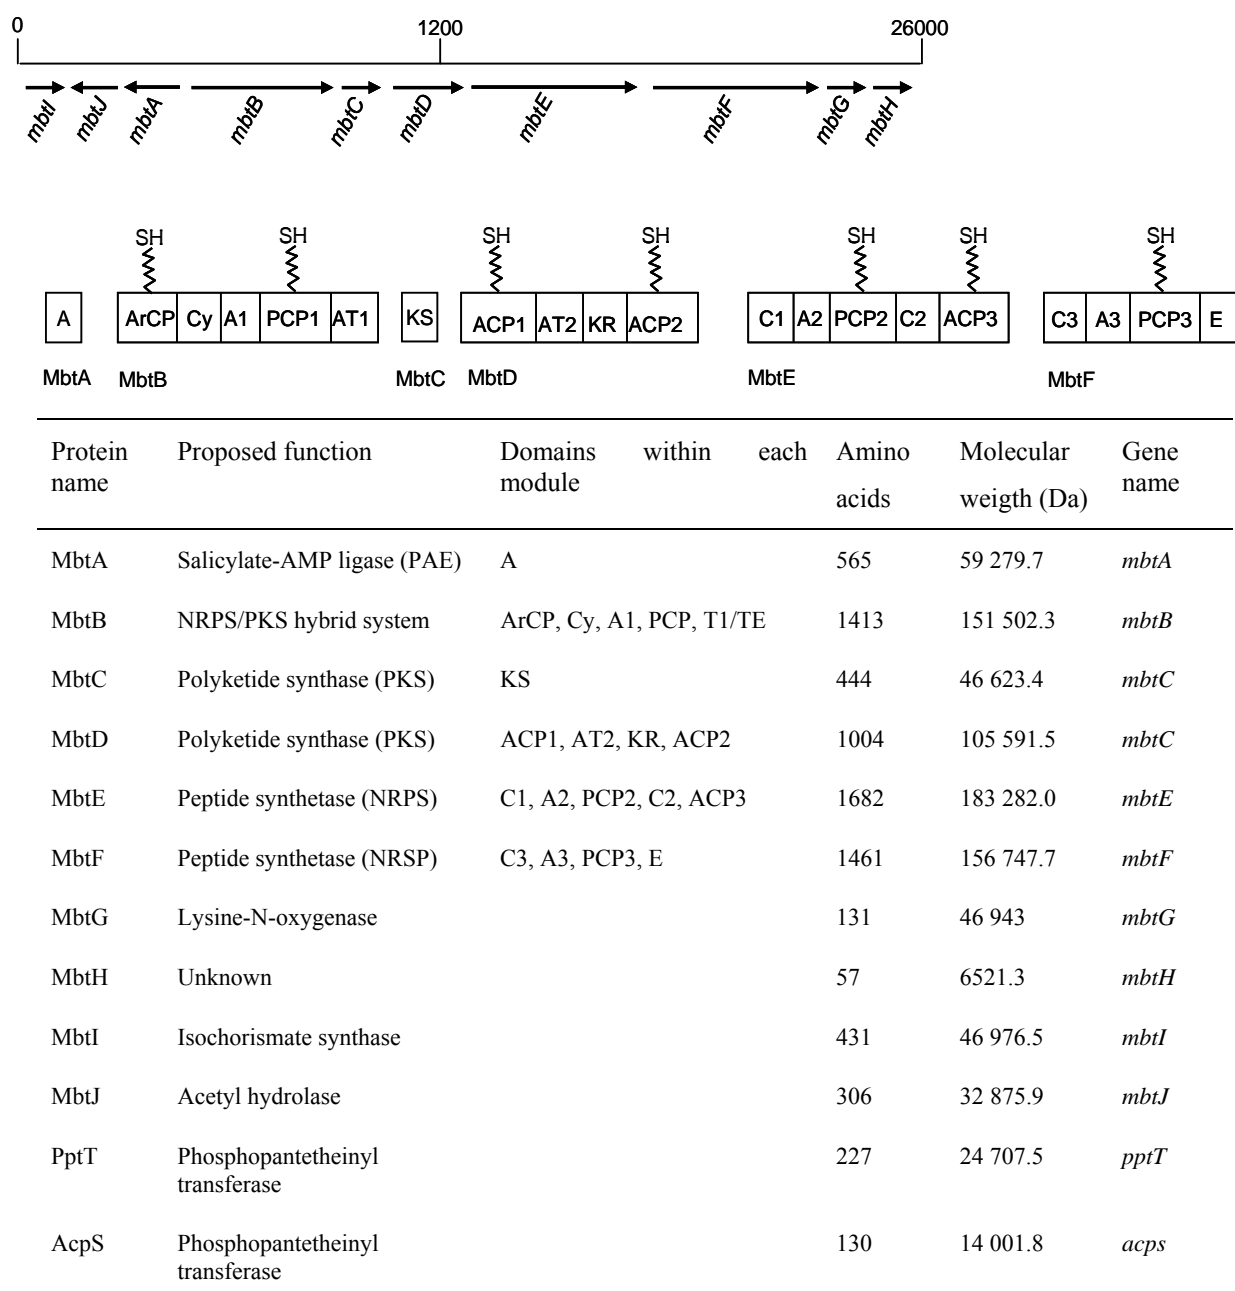 0 1200 26000
mbtI mbtJ mbtA mbtB mbtC mbtD mbtE mbtF mbtG mbtH
SH SH SH SH SH SH SH
A ArCP Cy A1 PCP1 AT1 KS ACP1 AT2 KR ACP2 C1 A2 PCP2 C2 ACP3 C3 A3 PCP3 E
MbtA MbtB MbtC MbtD MbtE MbtF
Protein name Proposed function Domains within each module Amino acids Molecular weigth (Da) Gene name
MbtA Salicylate-AMP ligase (PAE) A 565 59 279.7 mbtA
MbtB NRPS/PKS hybrid system ArCP, Cy, A1, PCP, T1/TE 1413 151 502.3 mbtB
MbtC Polyketide synthase (PKS) KS 444 46 623.4 mbtC
MbtD Polyketide synthase (PKS) ACP1, AT2, KR, ACP2 1004 105 591.5 mbtC
MbtE Peptide synthetase (NRPS) C1, A2, PCP2, C2, ACP3 1682 183 282.0 mbtE
MbtF Peptide synthetase (NRSP) C3, A3, PCP3, E 1461 156 747.7 mbtF
MbtG Lysine-N-oxygenase 131 46 943 mbtG
MbtH Unknown 57 6521.3 mbtH
MbtI Isochorismate synthase 431 46 976.5 mbtI
MbtJ Acetyl hydrolase 306 32 875.9 mbtJ
PptT Phosphopantetheinyl transferase 227 24 707.5 pptT
AcpS Phosphopantetheinyl transferase 130 14 001.8 acps